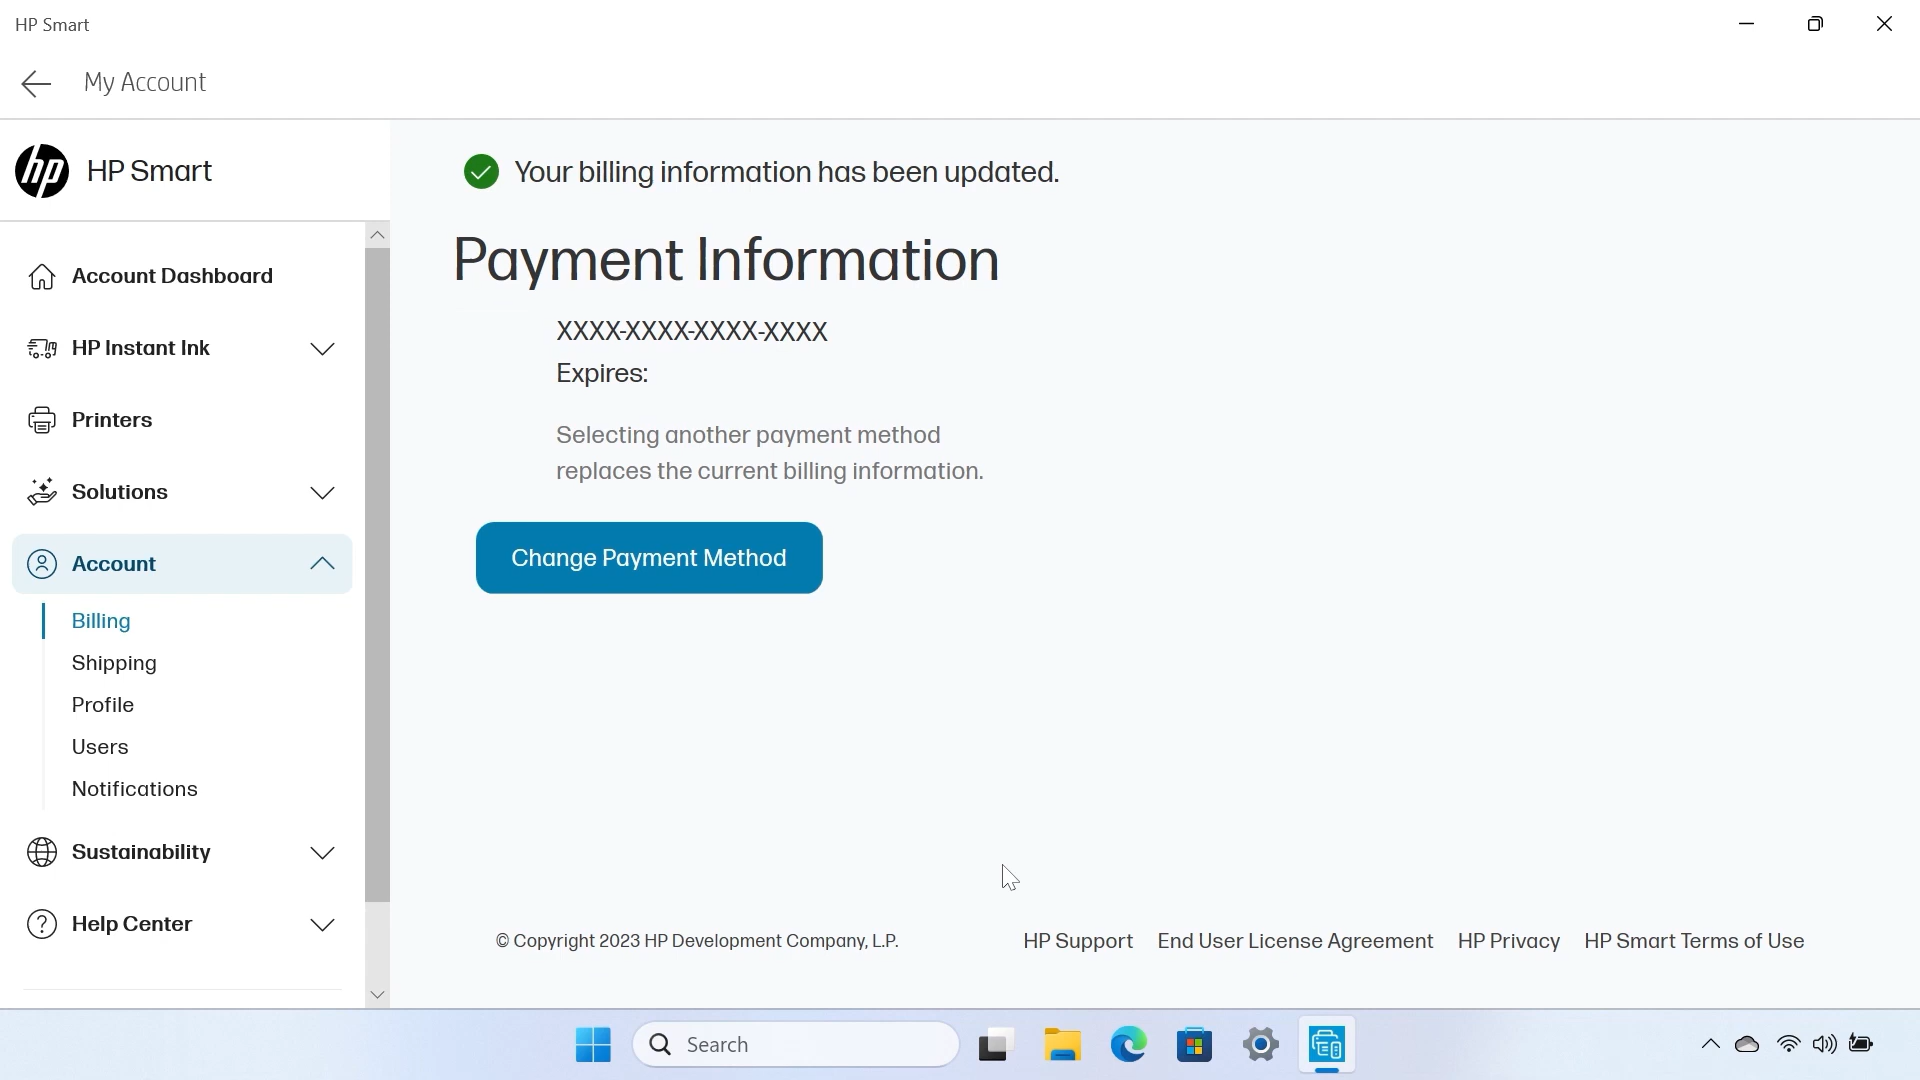 HP Smart
My Account
hp
HP Smart
Your billing information has been updated.
Payment Information
XXXX-XXXX-XXXX-XXXX
Expires:
Selecting another payment method
replaces the current billing information.
Change Payment Method
Account Dashboard
HP Instant Ink
Printers
Solutions
Account
Billing
Shipping
Profile
Users
Notifications
Sustainability
Help Center
© Copyright 2023 HP Development Company, L.P.
HP Support
End User License Agreement
HP Privacy
HP Smart Terms of Use
Search